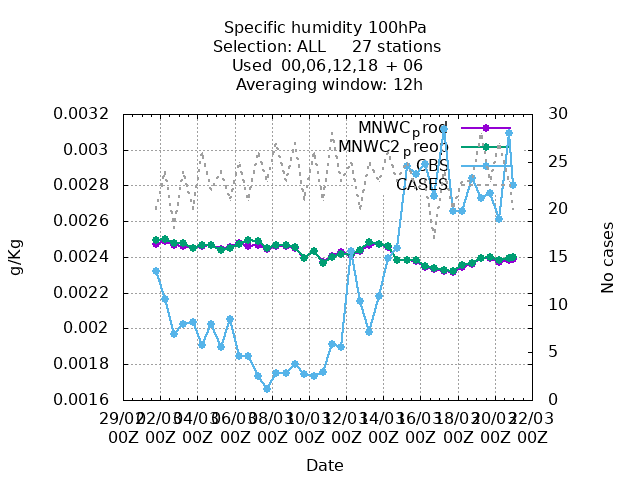 Specific humidity 100hPa
Selection: ALL 27 stations
Used 00,06,12,18 + 06
Averaging window: 12h
0.0032
0.003
0.0028
0.0026
0.0024
0.0022
0.002
0.0018
0.0016
30
25
20
15
10
5
0
MNWCprod
MNWC2preop
OBS
CASES
g/Kg
No cases
29/02 02/03 04/03 06/03 08/03 10/03 12/03 14/03 16/03 18/03 20/03 22/03
00Z 00Z 00Z 00Z 00Z 00Z 00Z 00Z 00Z 00Z 00Z 00Z
Date